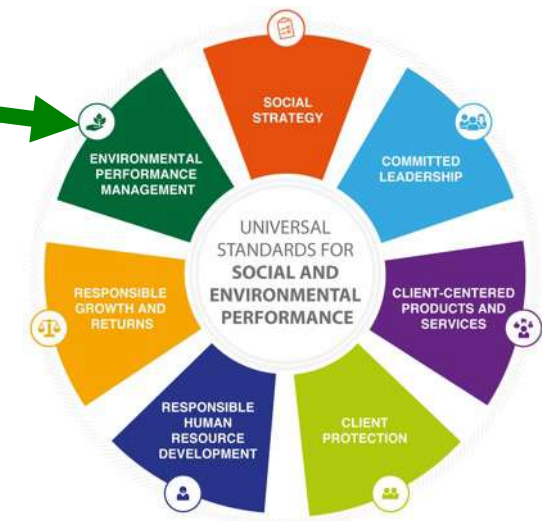 SOCIAL
STRATEGY
COMMITTED
LEADERSHIP
CLIENT-CENTERED
PRODUCTS AND
SERVICES
CLIENT
PROTECTION
RESPONSIBLE
HUMAN
RESOURCE
DEVELOPMENT
RESPONSIBLE
GROWTH AND
RETURNS
ENVIRONMENTAL
PERFORMANCE
MANAGEMENT
UNIVERSAL
STANDARDS FOR
SOCIAL AND
ENVIRONMENTAL
PERFORMANCE